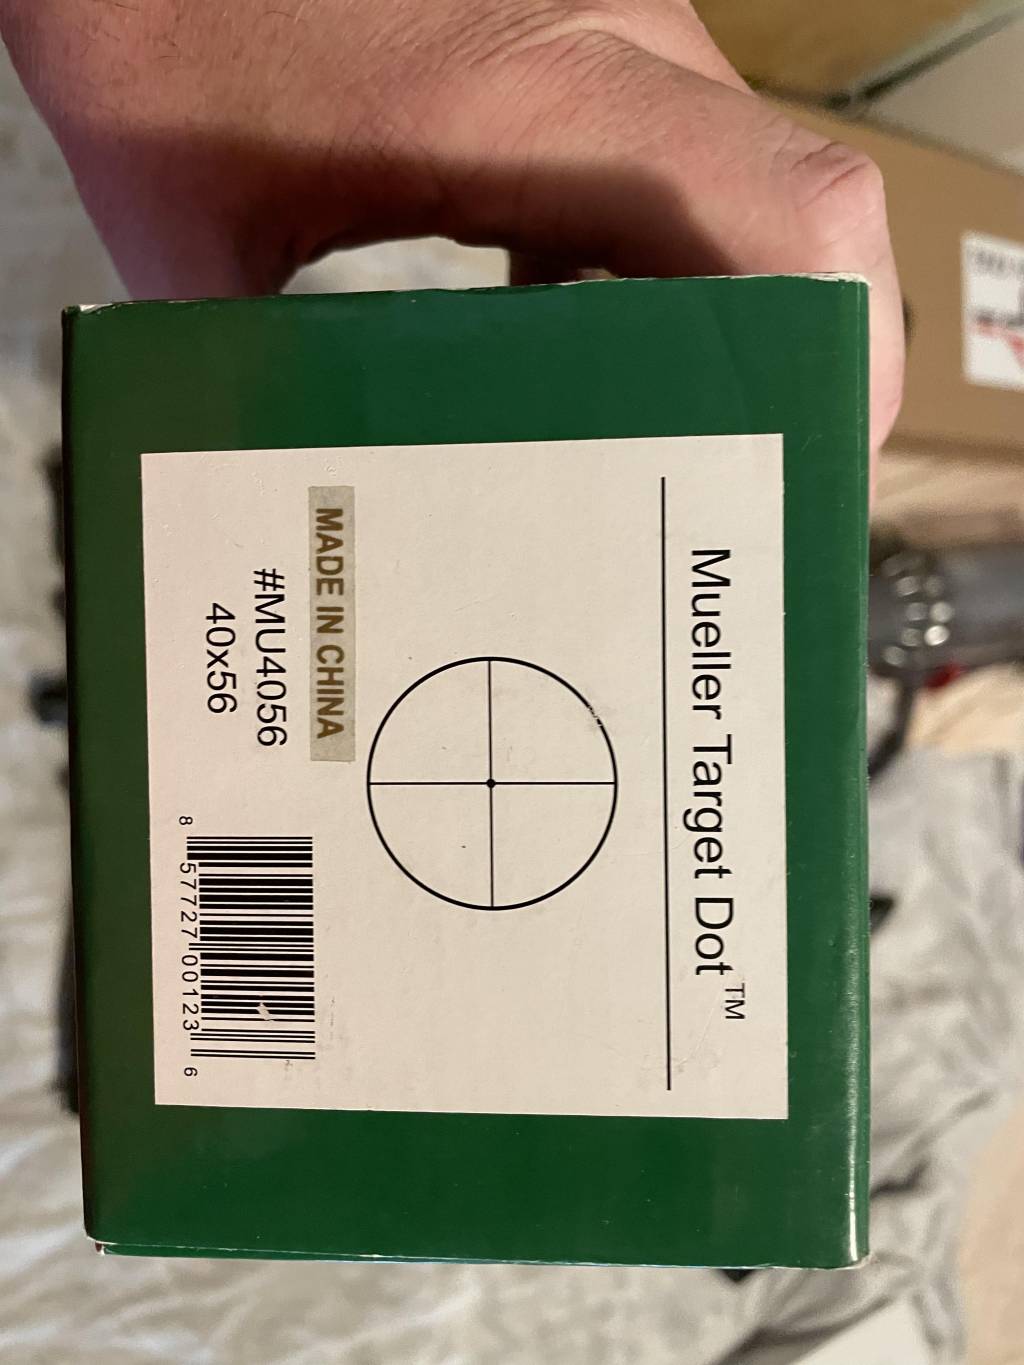 Mueller Target Dot™
MADE IN CHINA
#MU4056
40x56
8 57727 00123 6